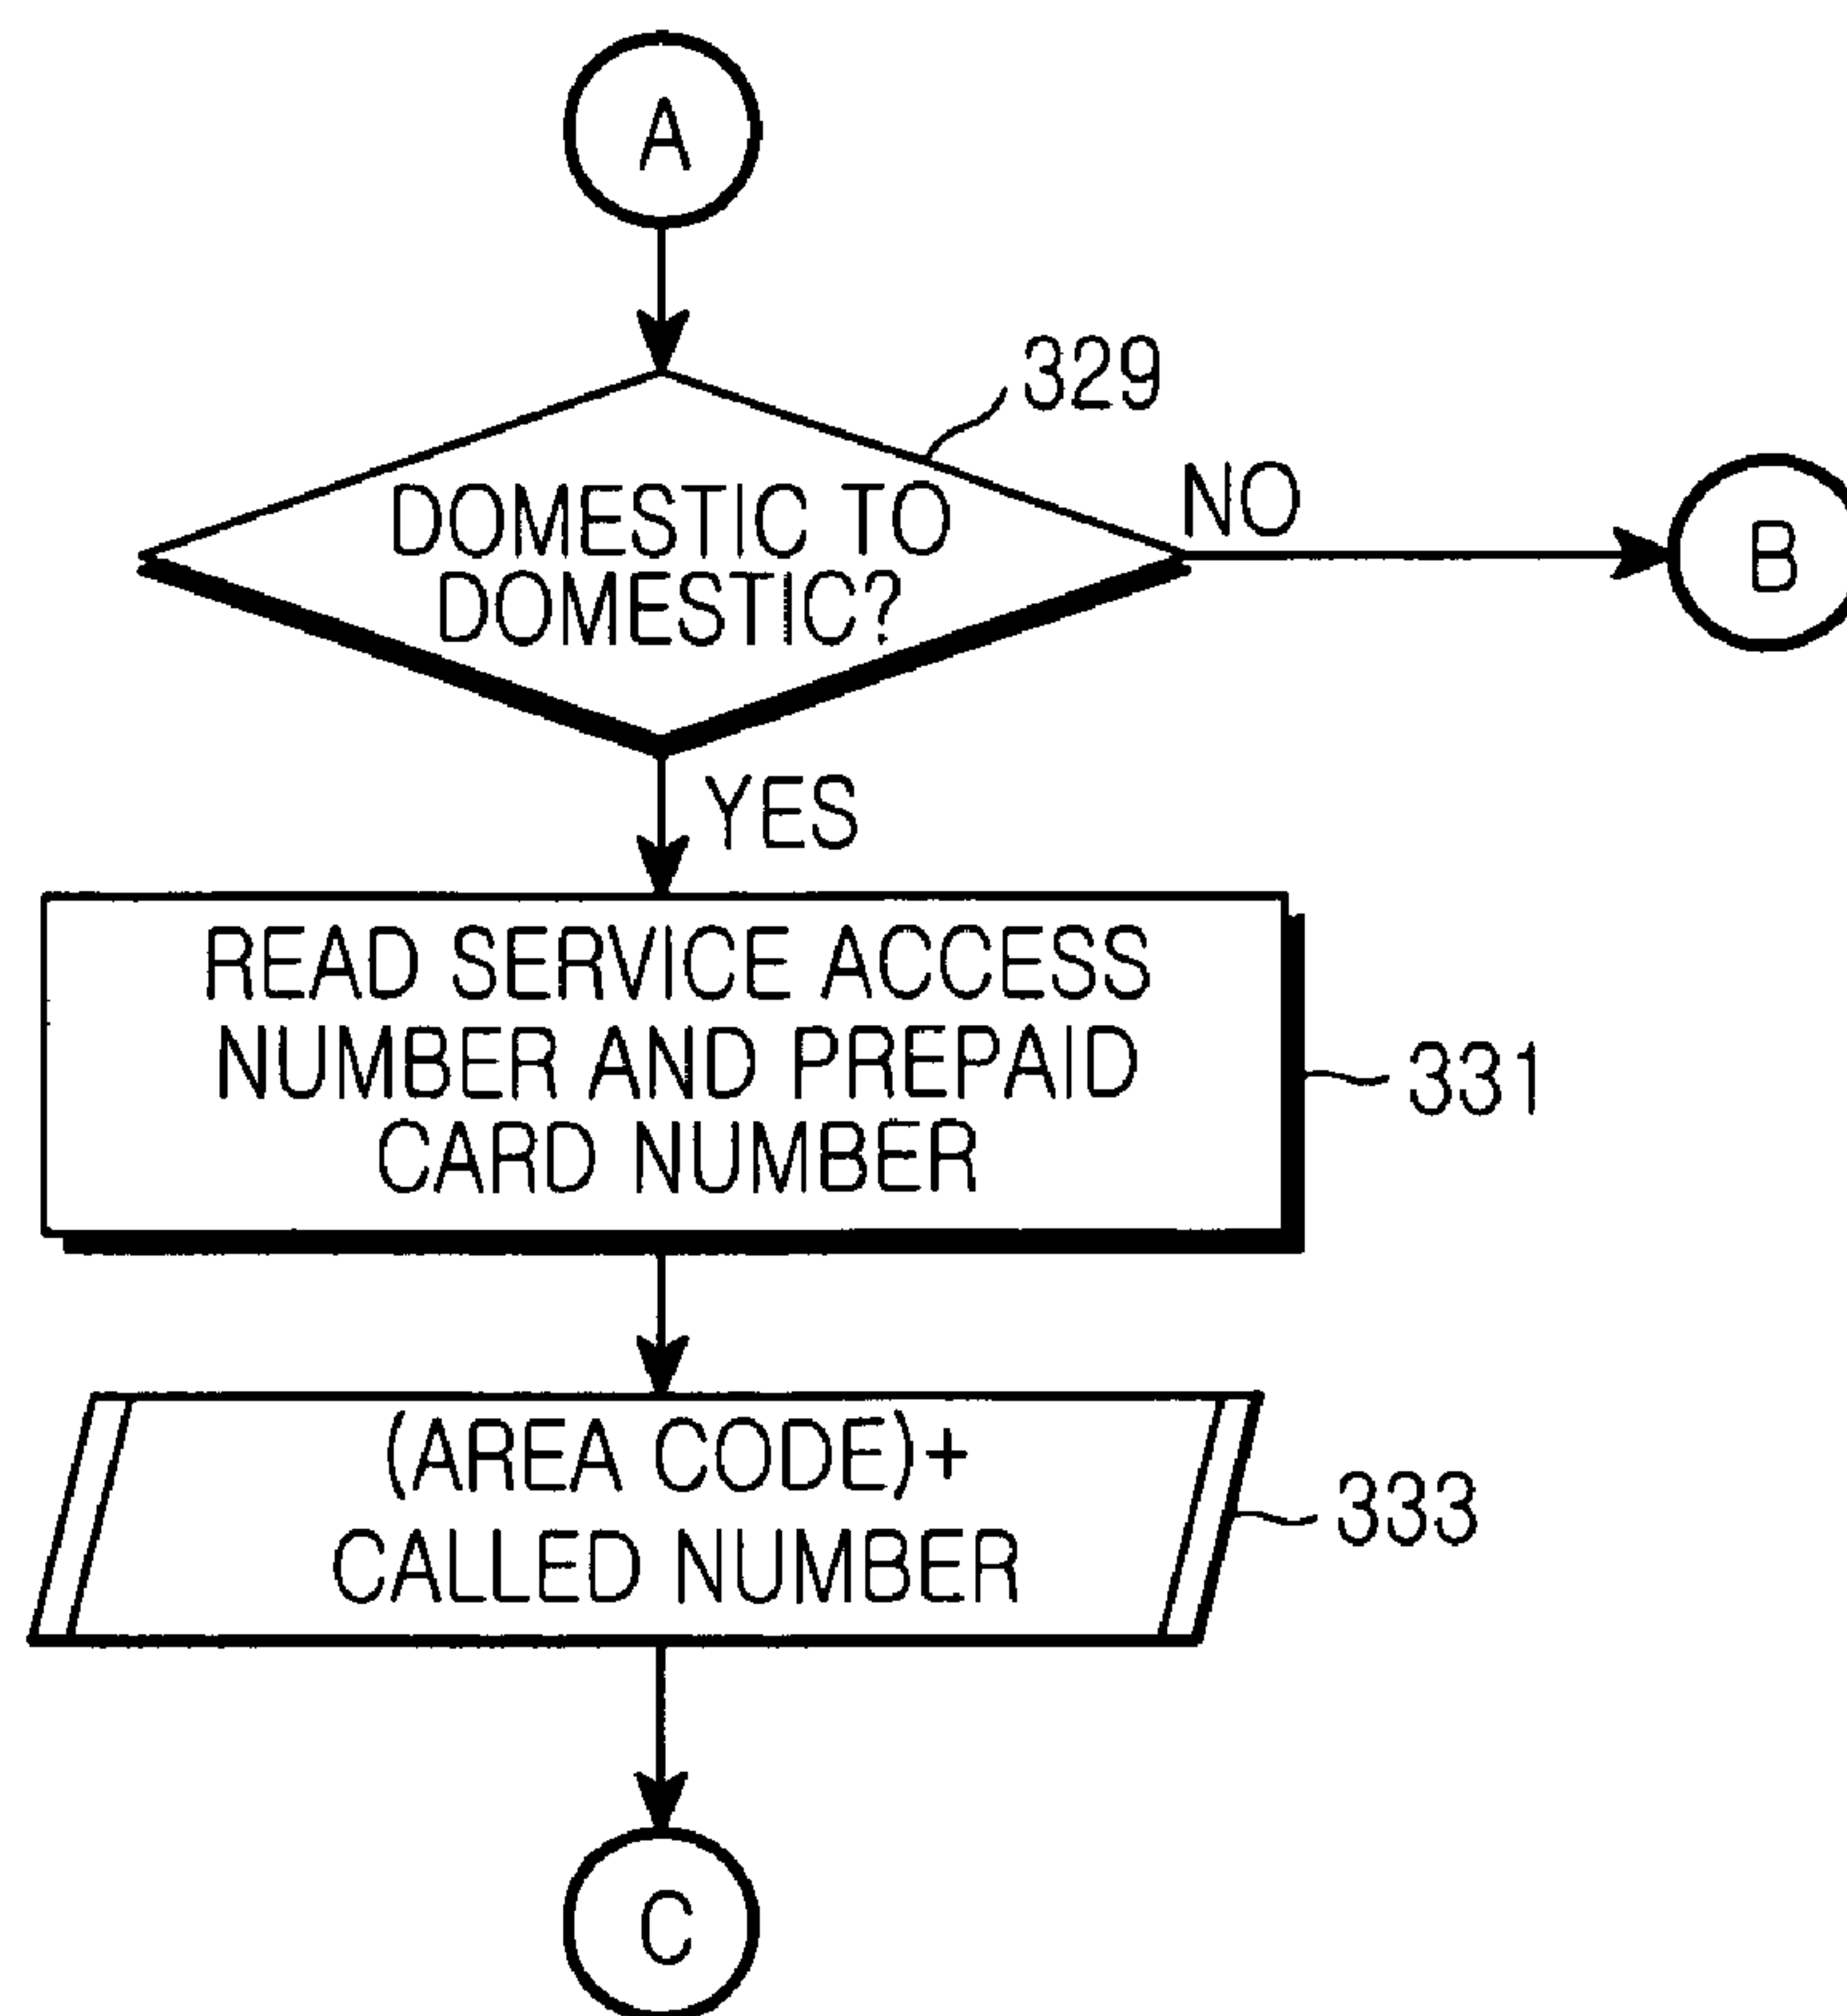 A
329
DOMESTIC TO
DOMESTIC?
NO
B
YES
READ SERVICE ACCESS
NUMBER AND PREPAID
CARD NUMBER
331
(AREA CODE)+
CALLED NUMBER
333
C